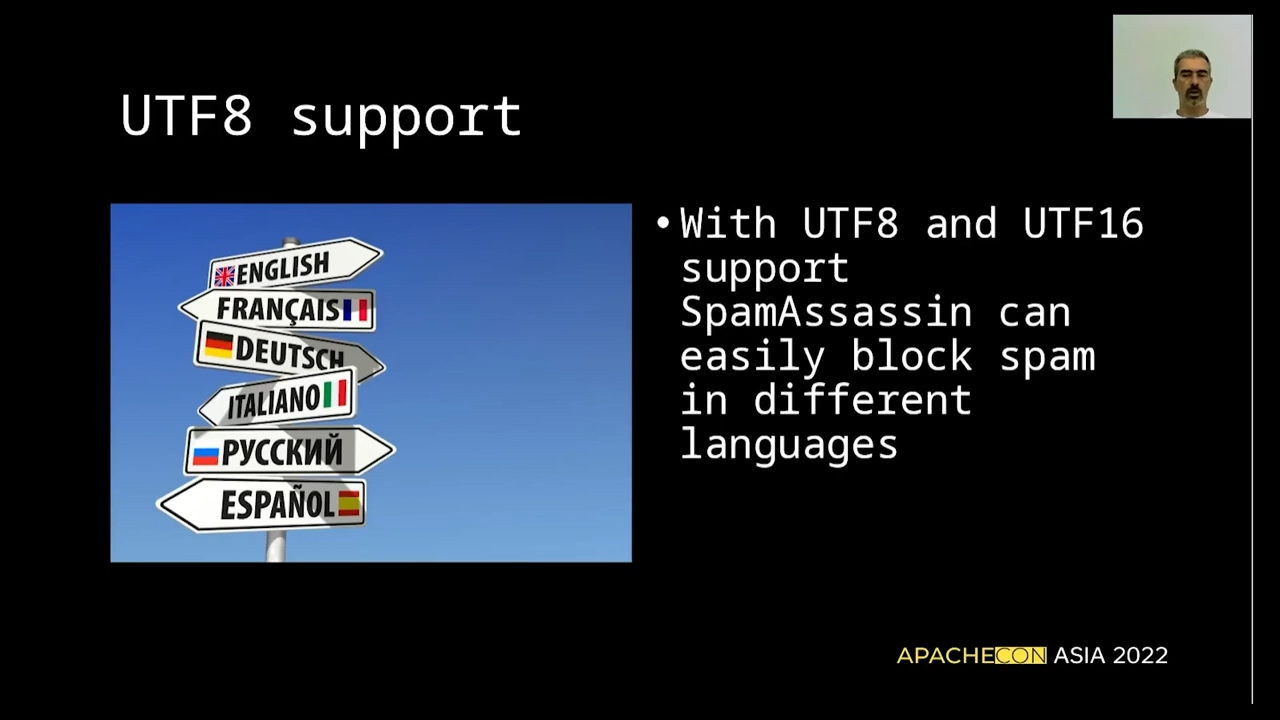 UTF8 support
ENGLISH
FRANÇAIS
DEUTSCH
ITALIANO
РУССКИЙ
ESPAÑOL
• With UTF8 and UTF16
support
SpamAssassin can
easily block spam
in different
languages
APACHECON ASIA 2022